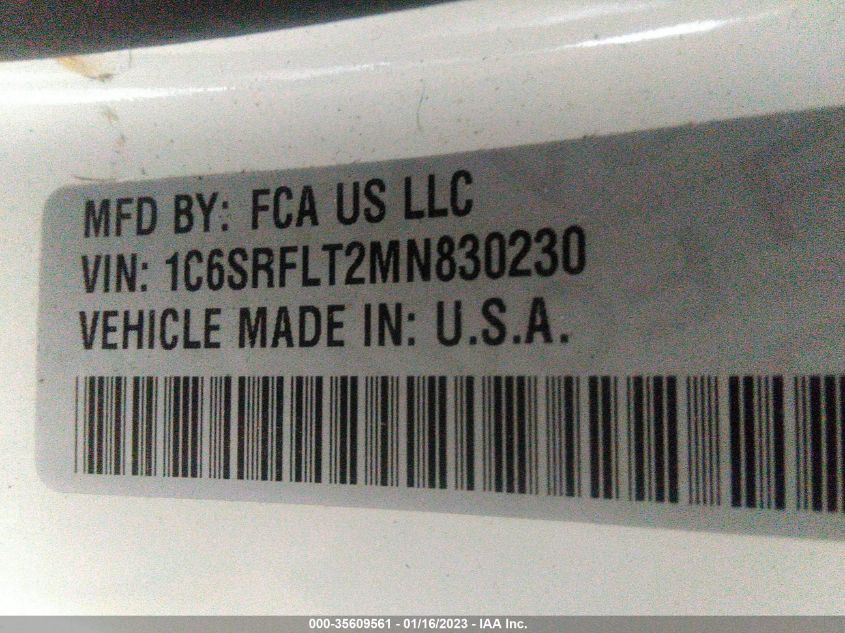 MFD BY: FCA US LLC
VIN: 1C6SRFLT2MN830230
VEHICLE MADE IN: U.S.A.
000-35609561 - 01/16/2023 - IAA Inc.